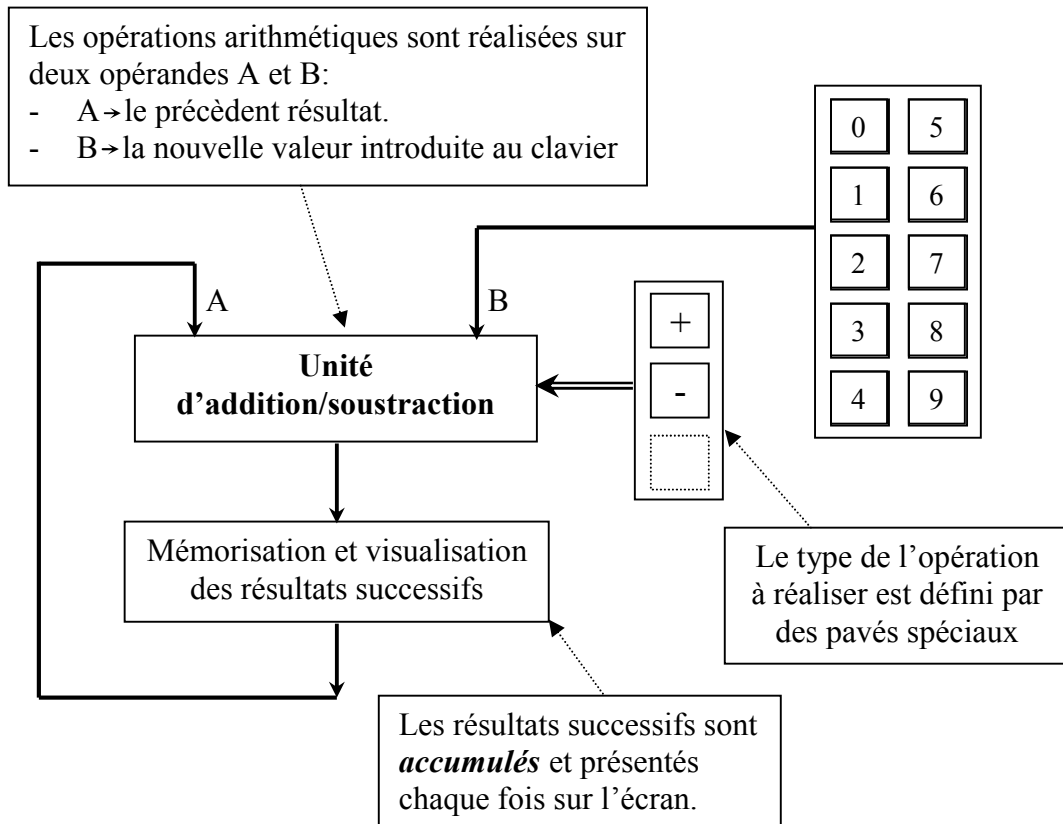 Les opérations arithmétiques sont réalisées sur
deux opérandes A et B:
- A→le précèdent résultat.
- B→la nouvelle valeur introduite au clavier
0 5
1 6
2 7
3 8
4 9
A
B
+
-
Unité
d'addition/soustraction
Mémorisation et visualisation
des résultats successifs
Le type de l'opération
à réaliser est défini par
des pavés spéciaux
Les résultats successifs sont
accumulés et présentés
chaque fois sur l'écran.